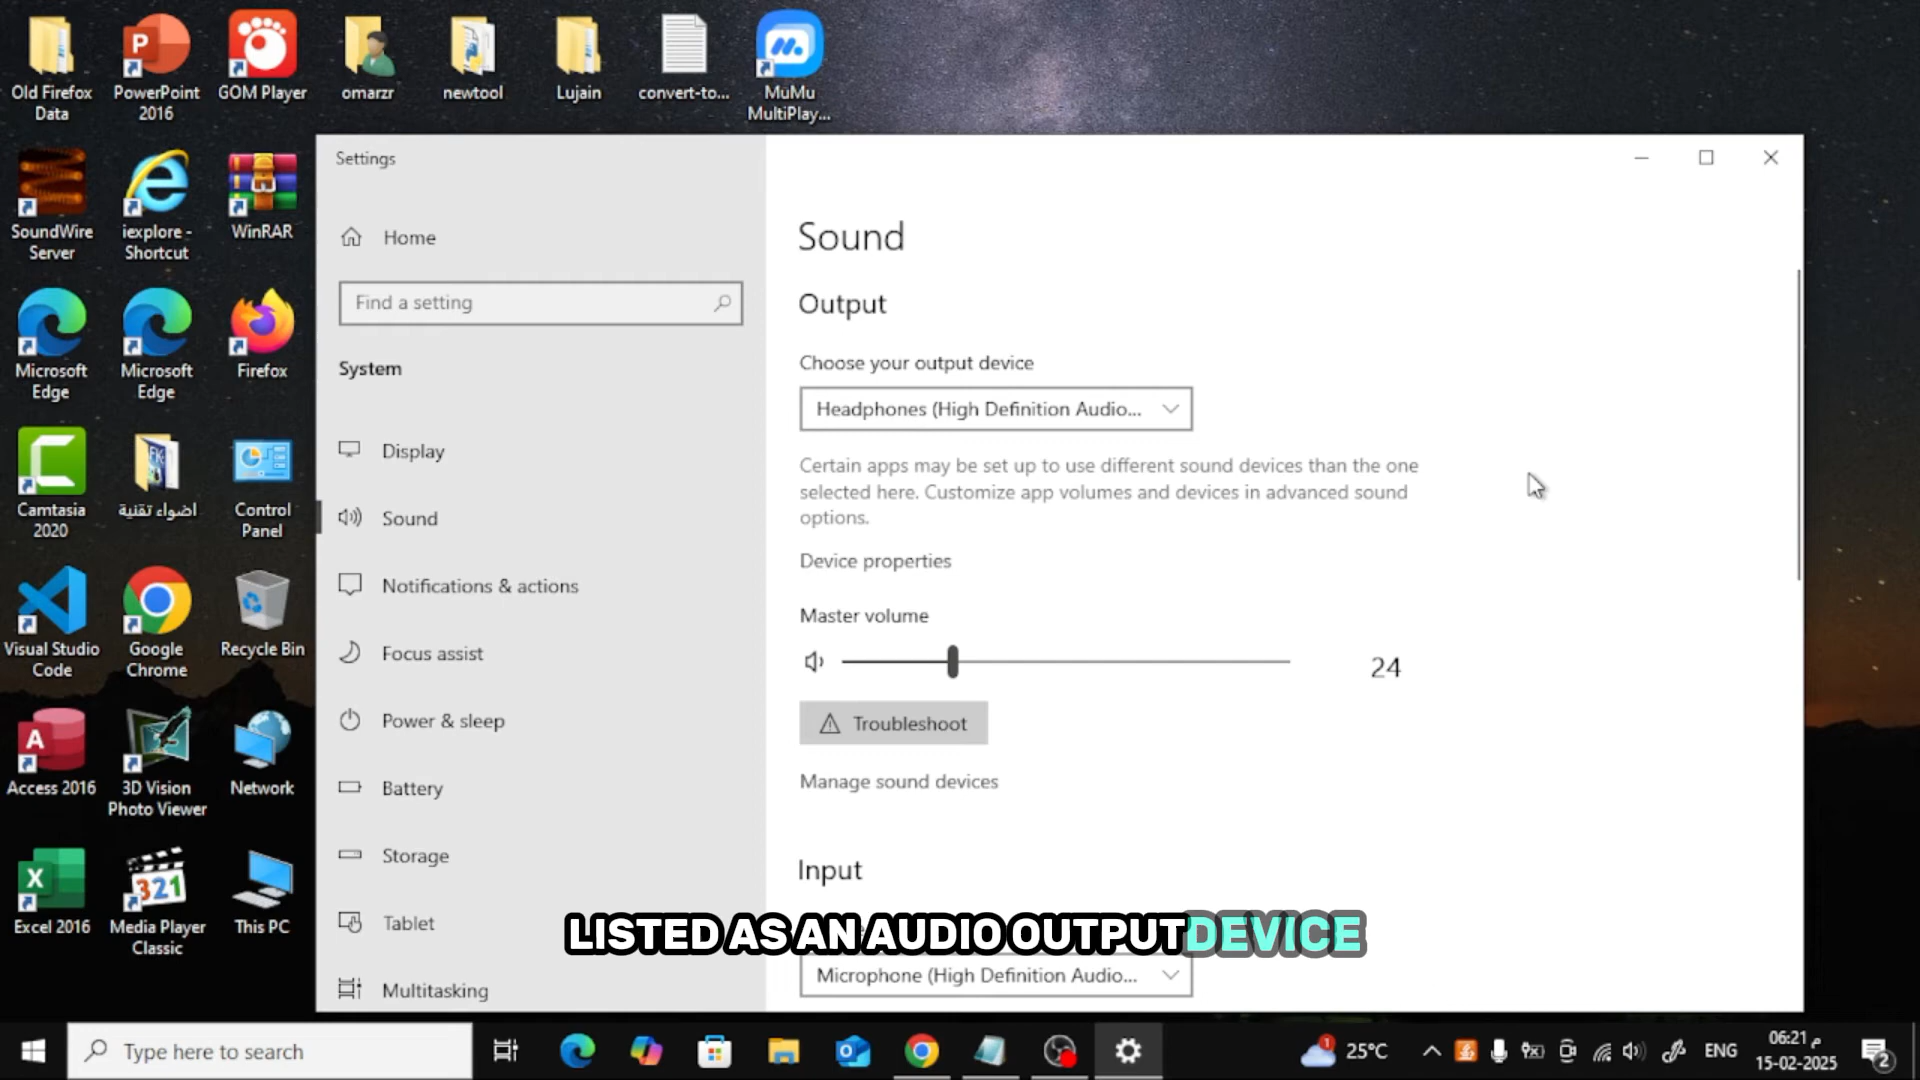 Old Firefox
Data
PowerPoint
2016
GOM Player
omarzr
newtool
Lujain
convert-to...
MuMu
MultiPlay...
SoundWire
Server
iexplore -
Shortcut
WinRAR
Microsoft
Edge
Microsoft
Edge
Firefox
Camtasia
2020
اضواء تقنية
Control
Panel
Visual Studio
Code
Google
Chrome
Recycle Bin
Access 2016
3D Vision
Photo Viewer
Network
Excel 2016
Media Player
Classic
This PC
Settings
Home
Find a setting
System
Display
Sound
Notifications & actions
Focus assist
Power & sleep
Battery
Storage
Tablet
Multitasking
Sound
Output
Choose your output device
Headphones (High Definition Audio...
Certain apps may be set up to use different sound devices than the one
selected here. Customize app volumes and devices in advanced sound
options.
Device properties
Master volume
24
Troubleshoot
Manage sound devices
Input
LISTED AS AN AUDIO OUTPUT DEVICE
Microphone (High Definition Audio...
Type here to search
1
25°C
ENG
06:21 م
15-02-2025
2